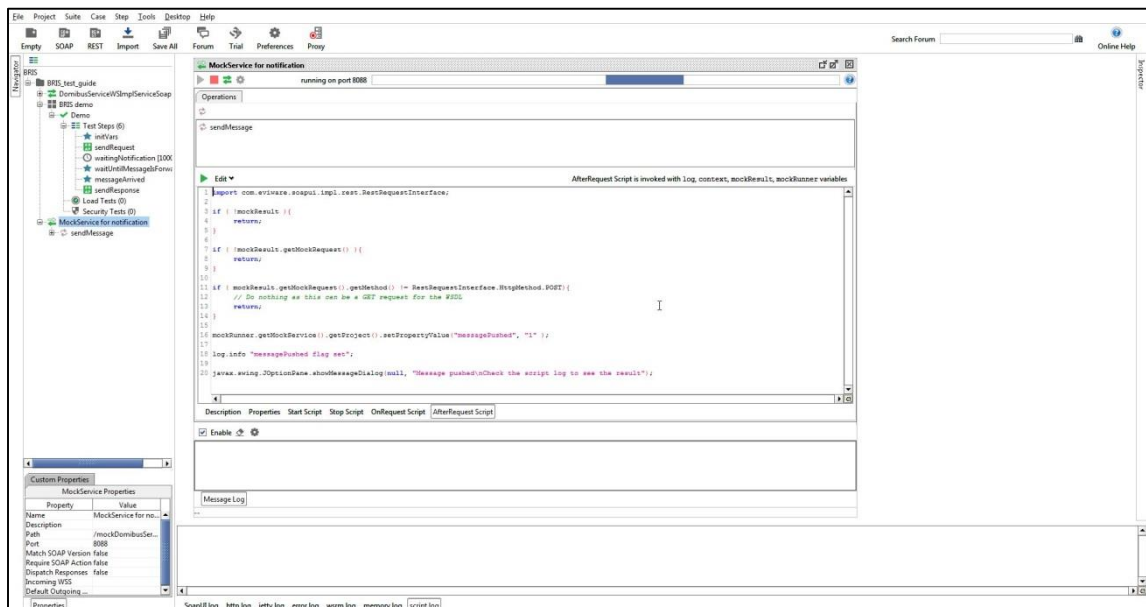 File Project Suite Case Step Tools Desktop Help
Empty SOAP REST Import Save All Forum Trial Preferences Proxy
Search Forum
Online Help
Navigator
Inspector
BRIS
BRIS_test_guide
DomibusServiceWSImplServiceSoap
BRIS demo
Demo
Test Steps (6)
initVars
sendRequest
waitingNotification [100(
waitUntilMessageIsForw
messageArrived
sendResponse
Load Tests (0)
Security Tests (0)
MockService for notification
sendMessage
MockService for notification
running on port 8088
Operations
sendMessage
Edit
AfterRequest Script is invoked with log, context, mockResult, mockRunner variables
1 import com.eviware.soapui.impl.rest.RestRequestInterface;
2
3 if ( !mockResult ){
4 return;
5 }
6
7 if ( !mockResult.getMockRequest() ){
8 return;
9 }
10
11 if ( mockResult.getMockRequest().getMethod() != RestRequestInterface.HttpMethod.POST){
12 // Do nothing as this can be a GET request for the WSDL
13 return;
14 }
15
16 mockRunner.getMockService().getProject().setPropertyValue("messagePushed", "1" );
17
18 log.info "messagePushed flag set";
19
20 javax.swing.JOptionPane.showMessageDialog(null, "Message pushed\nCheck the script log to see the result");
Description Properties Start Script Stop Script OnRequest Script AfterRequest Script
Enable
Message Log
--
Custom Properties
MockService Properties
Property Value
Name MockService for no...
Description
Path /mockDomibusSer...
Port 8088
Match SOAP Version false
Require SOAP Action false
Dispatch Responses false
Incoming WSS
Default Outgoing ...
Properties
SoapUI log http log jetty log error log wsrm log memory log script log